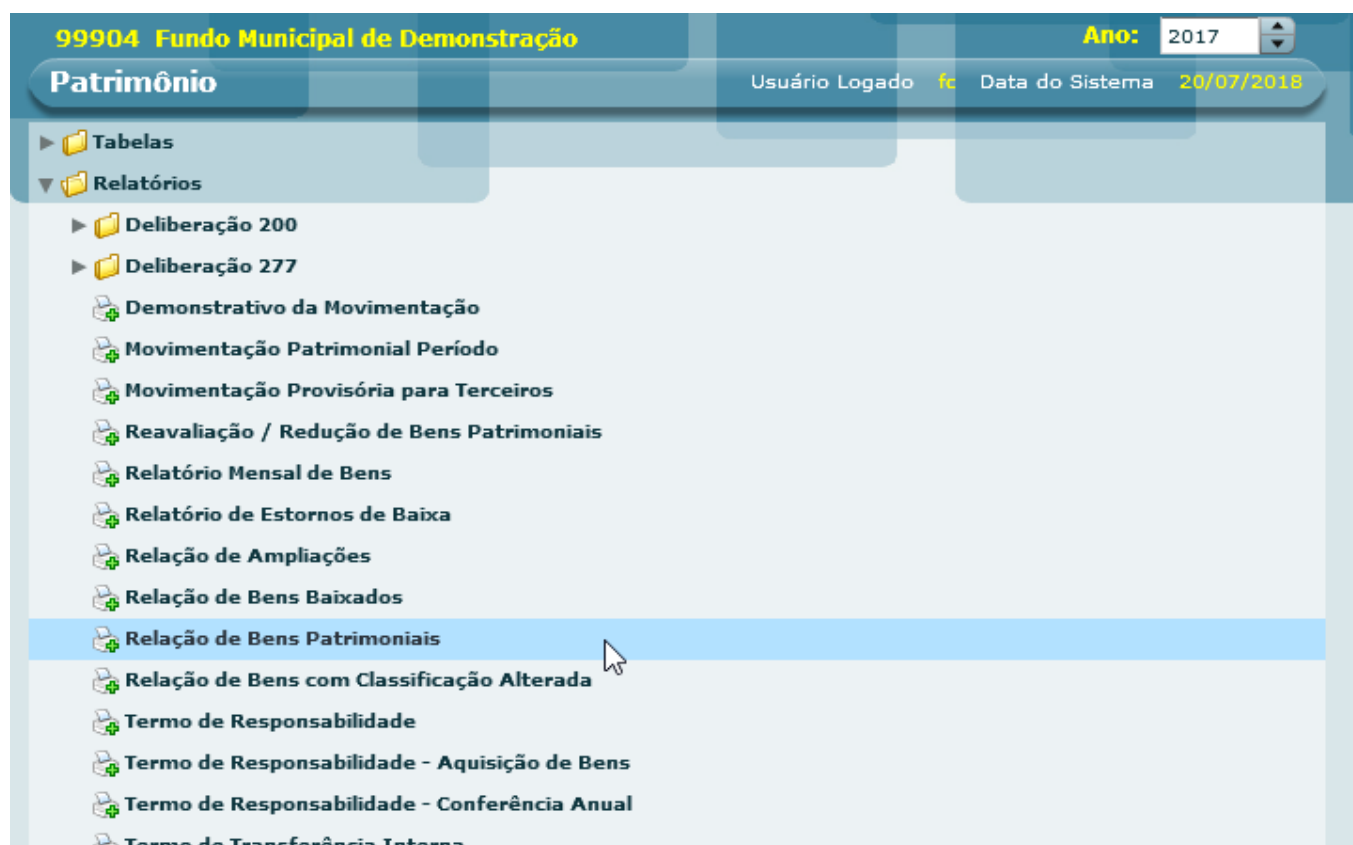 99904 Fundo Municipal de Demonstração Ano: 2017
Patrimônio Usuário Logado fc Data do Sistema 20/07/2018
Tabelas
Relatórios
Deliberação 200
Deliberação 277
Demonstrativo da Movimentação
Movimentação Patrimonial Período
Movimentação Provisória para Terceiros
Reavaliação / Redução de Bens Patrimoniais
Relatório Mensal de Bens
Relatório de Estornos de Baixa
Relação de Ampliações
Relação de Bens Baixados
Relação de Bens Patrimoniais
Relação de Bens com Classificação Alterada
Termo de Responsabilidade
Termo de Responsabilidade - Aquisição de Bens
Termo de Responsabilidade - Conferência Anual
Termo de Transferência Interna